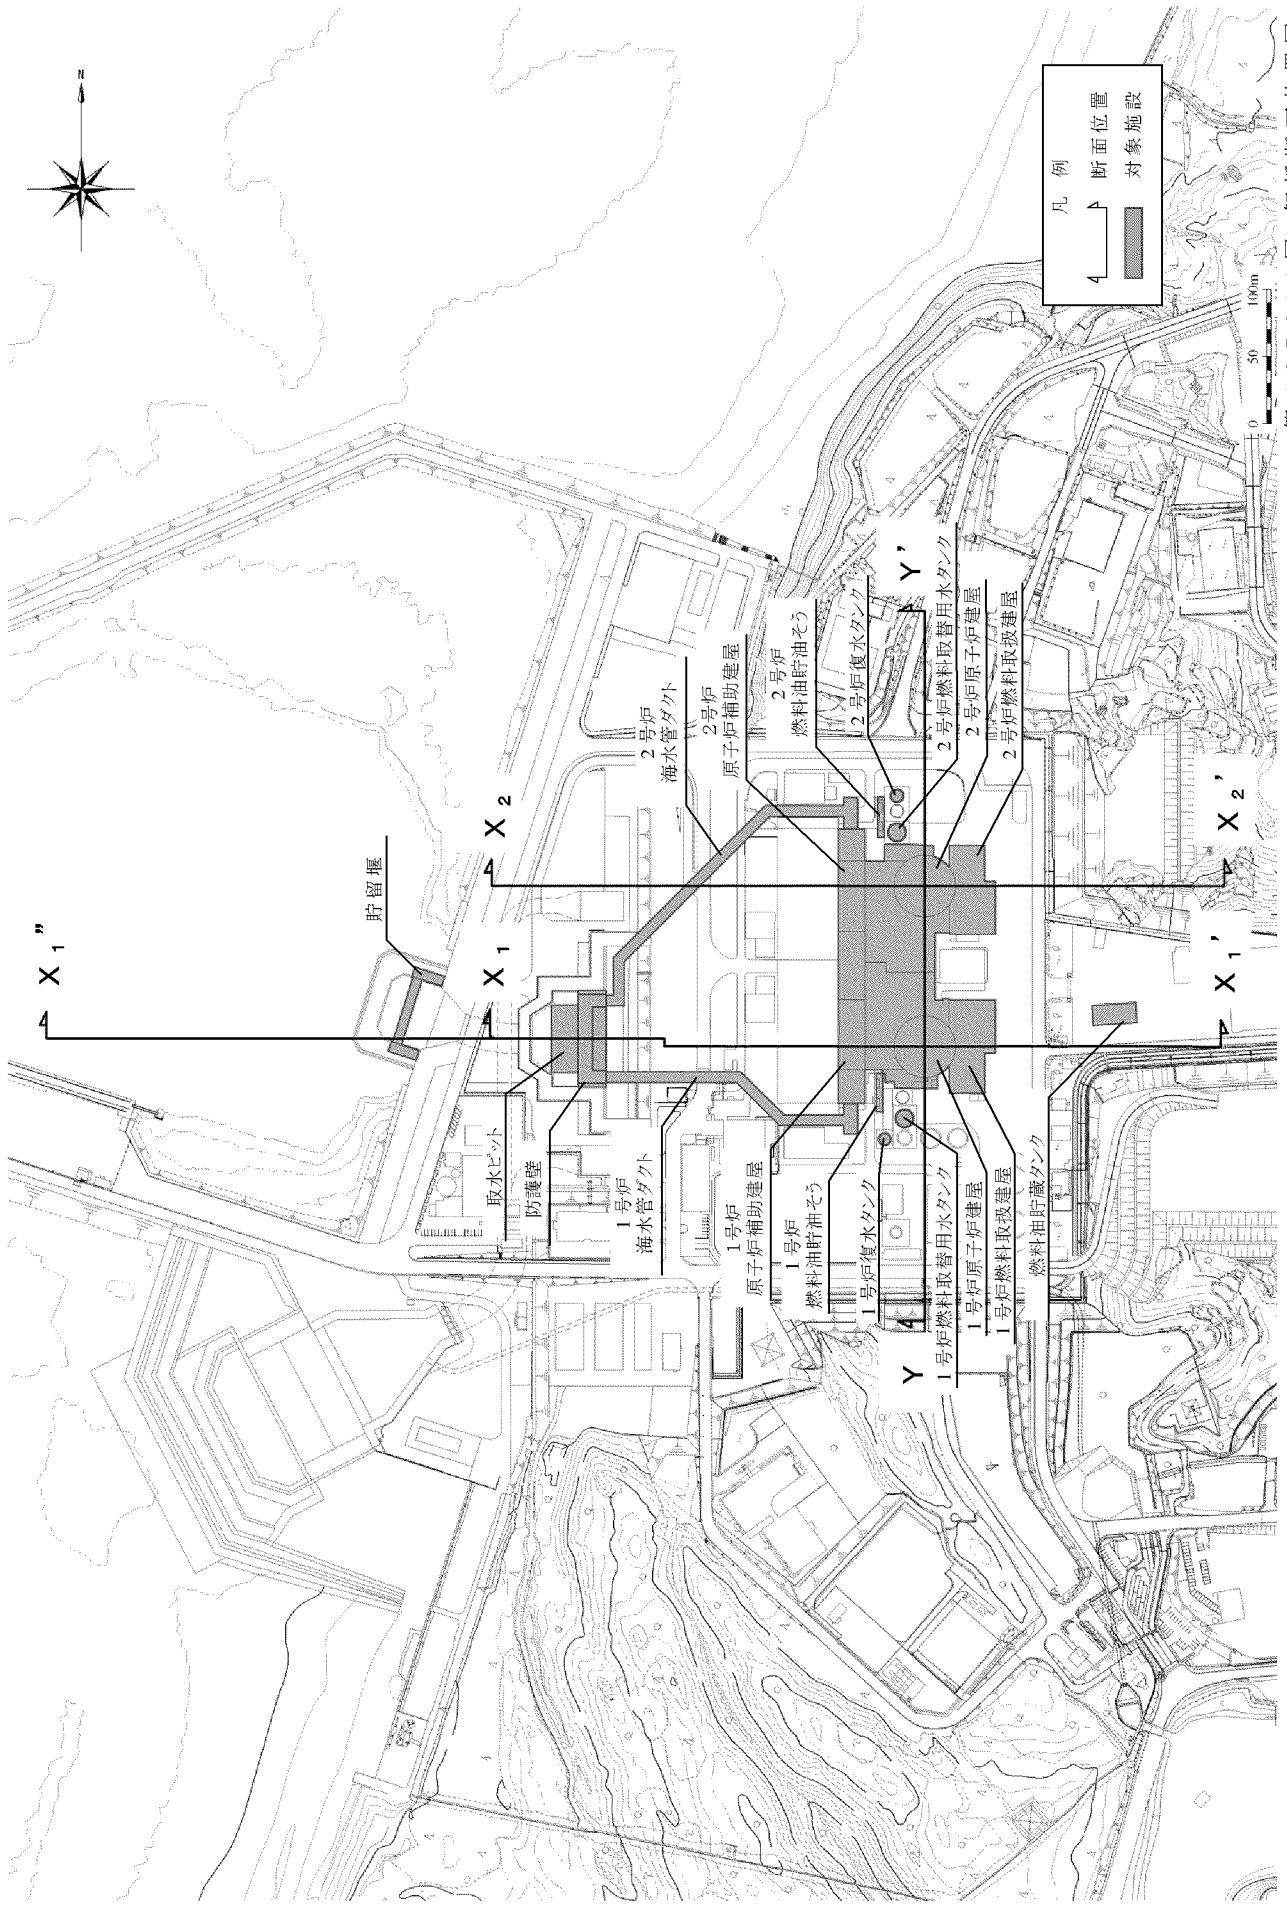 N
凡 例
断面位置
対象施設
0 50 100m
X₁"
貯留堰
X₁
X₂
取水ピット
防護壁
1号炉
海水管ダクト
2号炉
海水管ダクト
1号炉
原子炉補助建屋
2号炉
原子炉補助建屋
1号炉
燃料油貯油そう
2号炉
燃料油貯油そう
1号炉復水タンク
2号炉復水タンク
Y
Y'
1号炉燃料取替用水タンク
2号炉燃料取替用水タンク
1号炉原子炉建屋
2号炉原子炉建屋
1号炉燃料取扱建屋
2号炉燃料取扱建屋
燃料油貯蔵タンク
X₁'
X₂'